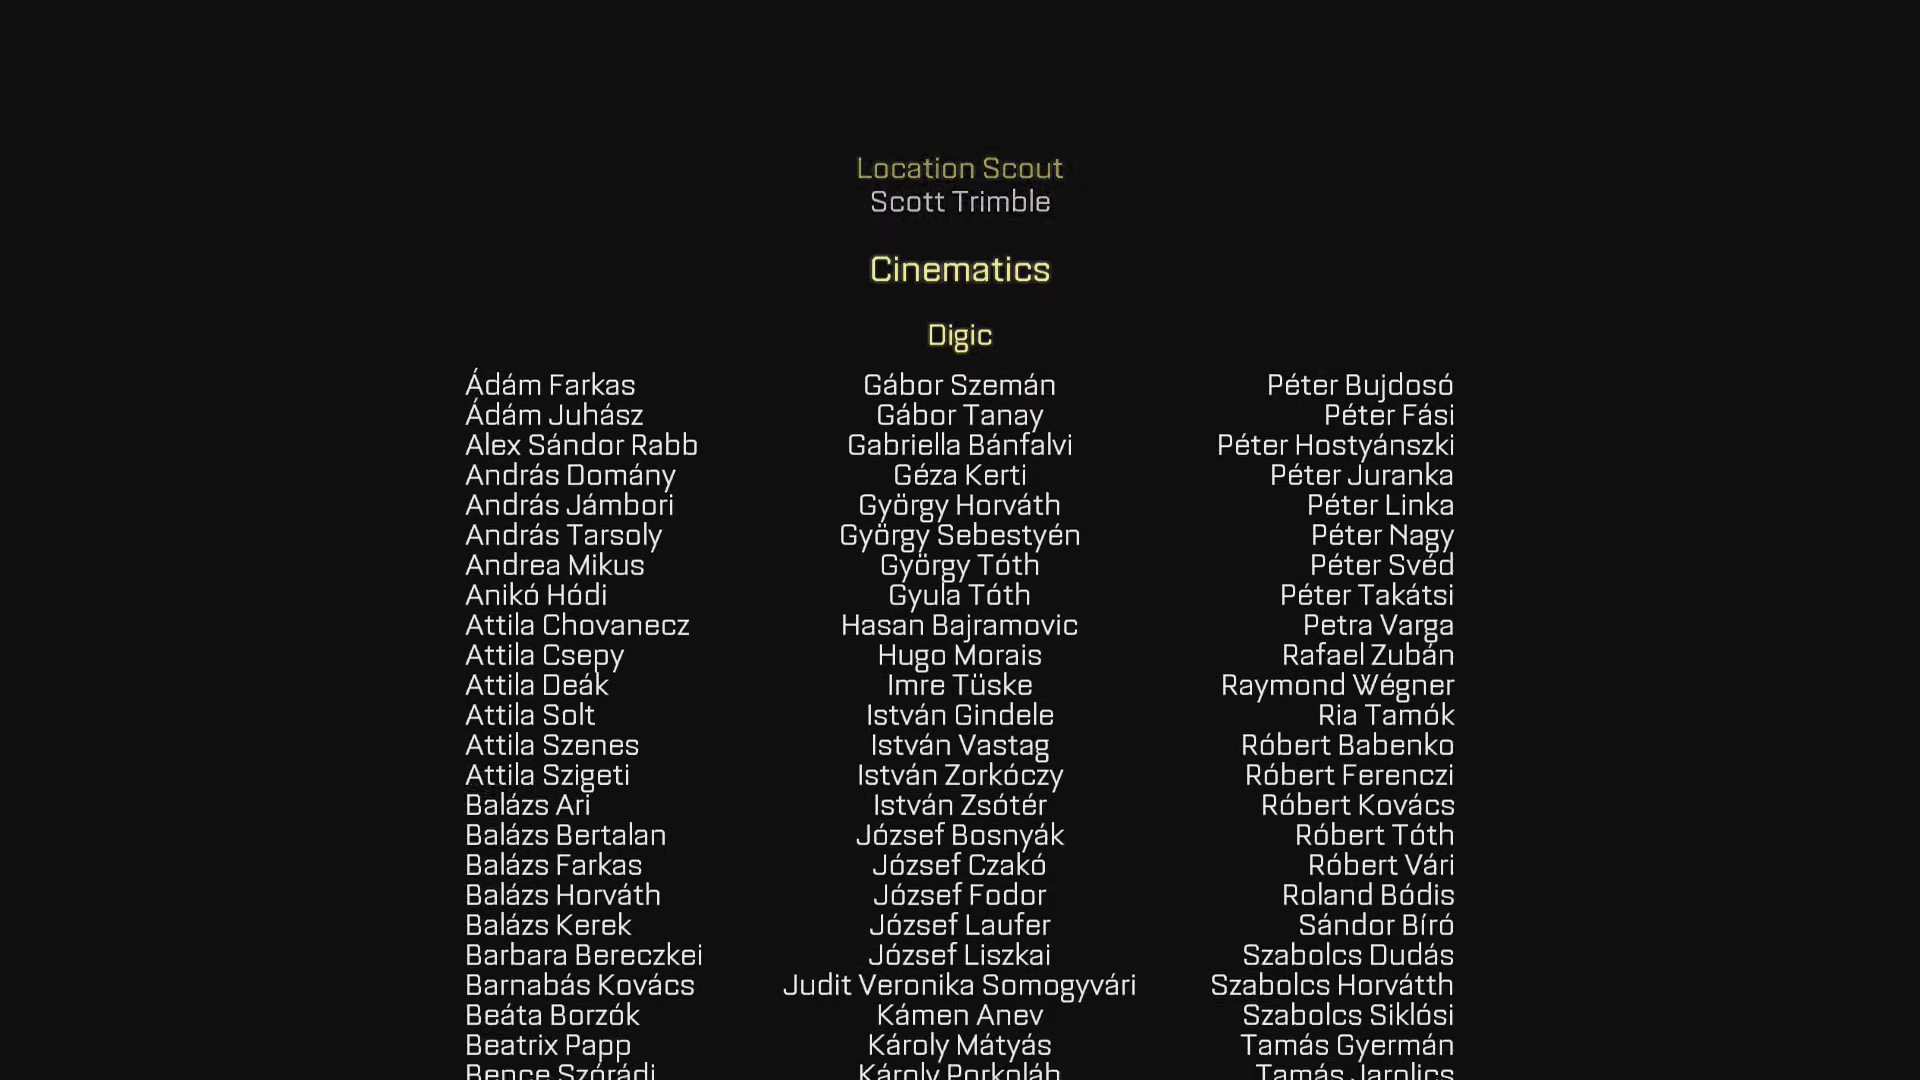 Location Scout
Scott Trimble
Cinematics
Digic
Ádám Farkas Gábor Szemán Péter Bujdosó
Ádám Juhász Gábor Tanay Péter Fási
Alex Sándor Rabb Gabriella Bánfalvi Péter Hostyánszki
András Domány Géza Kerti Péter Juranka
András Jámbori György Horváth Péter Linka
András Tarsoly György Sebestyén Péter Nagy
Andrea Mikus György Tóth Péter Svéd
Anikó Hódi Gyula Tóth Péter Takátsi
Attila Chovanecz Hasan Bajramovic Petra Varga
Attila Csepy Hugo Morais Rafael Zubán
Attila Deák Imre Tüske Raymond Wégner
Attila Solt István Gindele Ria Tamók
Attila Szenes István Vastag Róbert Babenko
Attila Szigeti István Zorkóczy Róbert Ferenczi
Balázs Ari István Zsótér Róbert Kovács
Balázs Bertalan József Bosnyák Róbert Tóth
Balázs Farkas József Czakó Róbert Vári
Balázs Horváth József Fodor Roland Bódis
Balázs Kerek József Laufer Sándor Bíró
Barbara Bereczkei József Liszkai Szabolcs Dudás
Barnabás Kovács Judit Veronika Somogyvári Szabolcs Horvátth
Beáta Borzók Kámen Anev Szabolcs Siklósi
Beatrix Papp Károly Mátyás Tamás Gyermán
Bence Szórádi Károly Porkoláb Tamás Jarolics